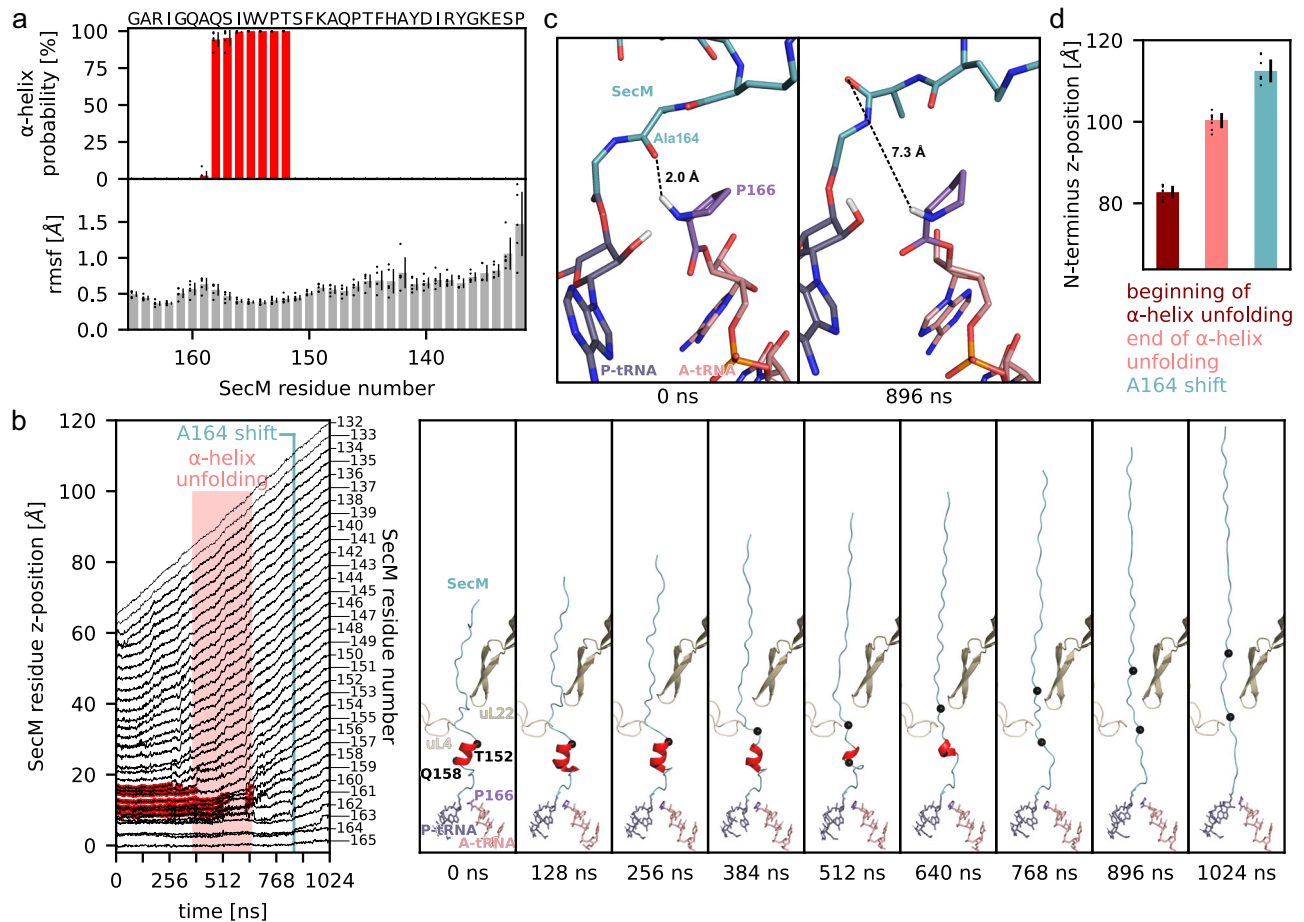 a
GARIGQAQSIWVPTSFKAQPTFHAYDIRYGKESP
α-helix
probability [%]
100
75
50
25
0
rmsf [Å]
1.5
1.0
0.5
0.0
160
150
140
SecM residue number
c
SecM
Ala164
2.0 Å
P166
P-tRNA
A-tRNA
0 ns
7.3 Å
896 ns
d
N-terminus z-position [Å]
120
100
80
beginning of
α-helix unfolding
end of α-helix
unfolding
A164 shift
b
SecM residue z-position [Å]
120
100
80
60
40
20
0
A164 shift
α-helix
unfolding
132
133
134
135
136
137
138
139
140
141
142
143
144
145
146
147
148
149
150
151
152
153
154
155
156
157
158
159
160
161
162
163
164
165
SecM residue number
0
256
512
768
1024
time [ns]
SecM
uL22
uL4
T152
Q158
P166
P-tRNA
A-tRNA
0 ns
128 ns
256 ns
384 ns
512 ns
640 ns
768 ns
896 ns
1024 ns